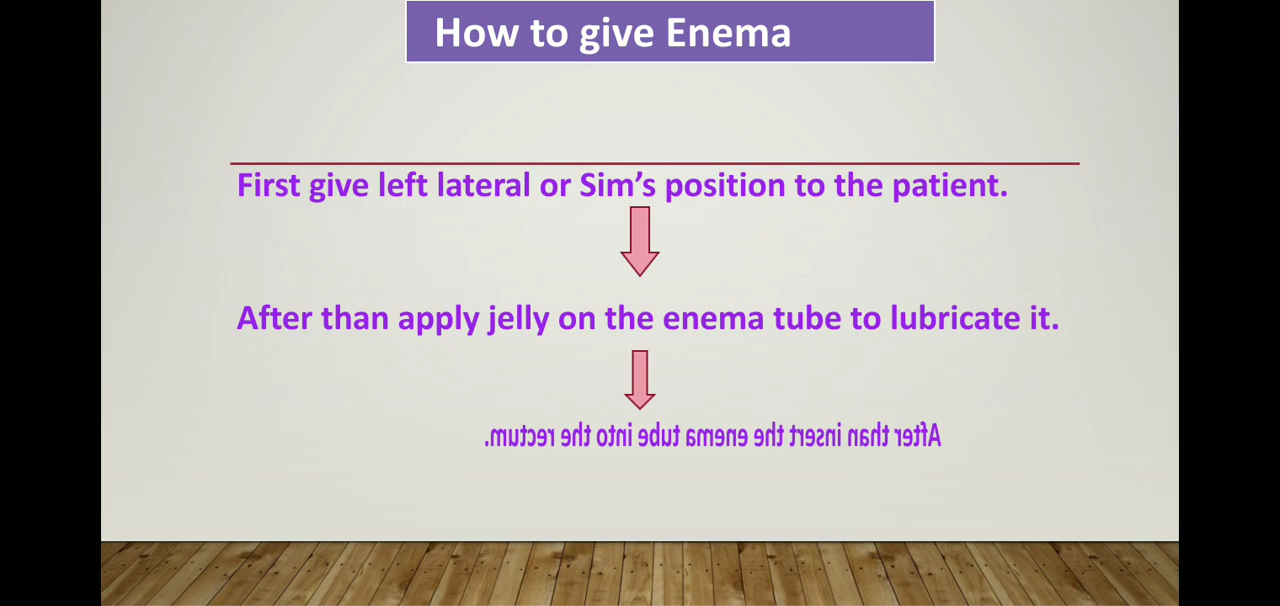 How to give Enema
First give left lateral or Sim's position to the patient.
After than apply jelly on the enema tube to lubricate it.
After than insert the enema tube into the rectum.